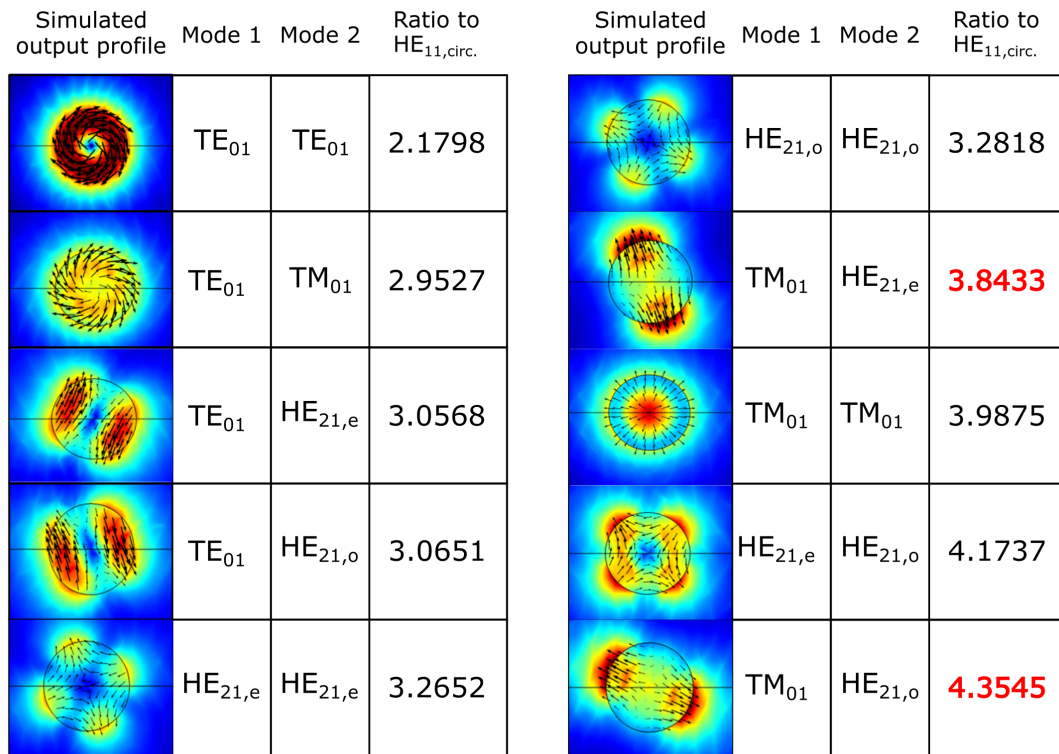 Simulated output profile Mode 1 Mode 2 Ratio to HE11,circ.
TE01 TE01 2.1798
TE01 TM01 2.9527
TE01 HE21,e 3.0568
TE01 HE21,o 3.0651
HE21,e HE21,e 3.2652
Simulated output profile Mode 1 Mode 2 Ratio to HE11,circ.
HE21,o HE21,o 3.2818
TM01 HE21,e 3.8433
TM01 TM01 3.9875
HE21,e HE21,o 4.1737
TM01 HE21,o 4.3545